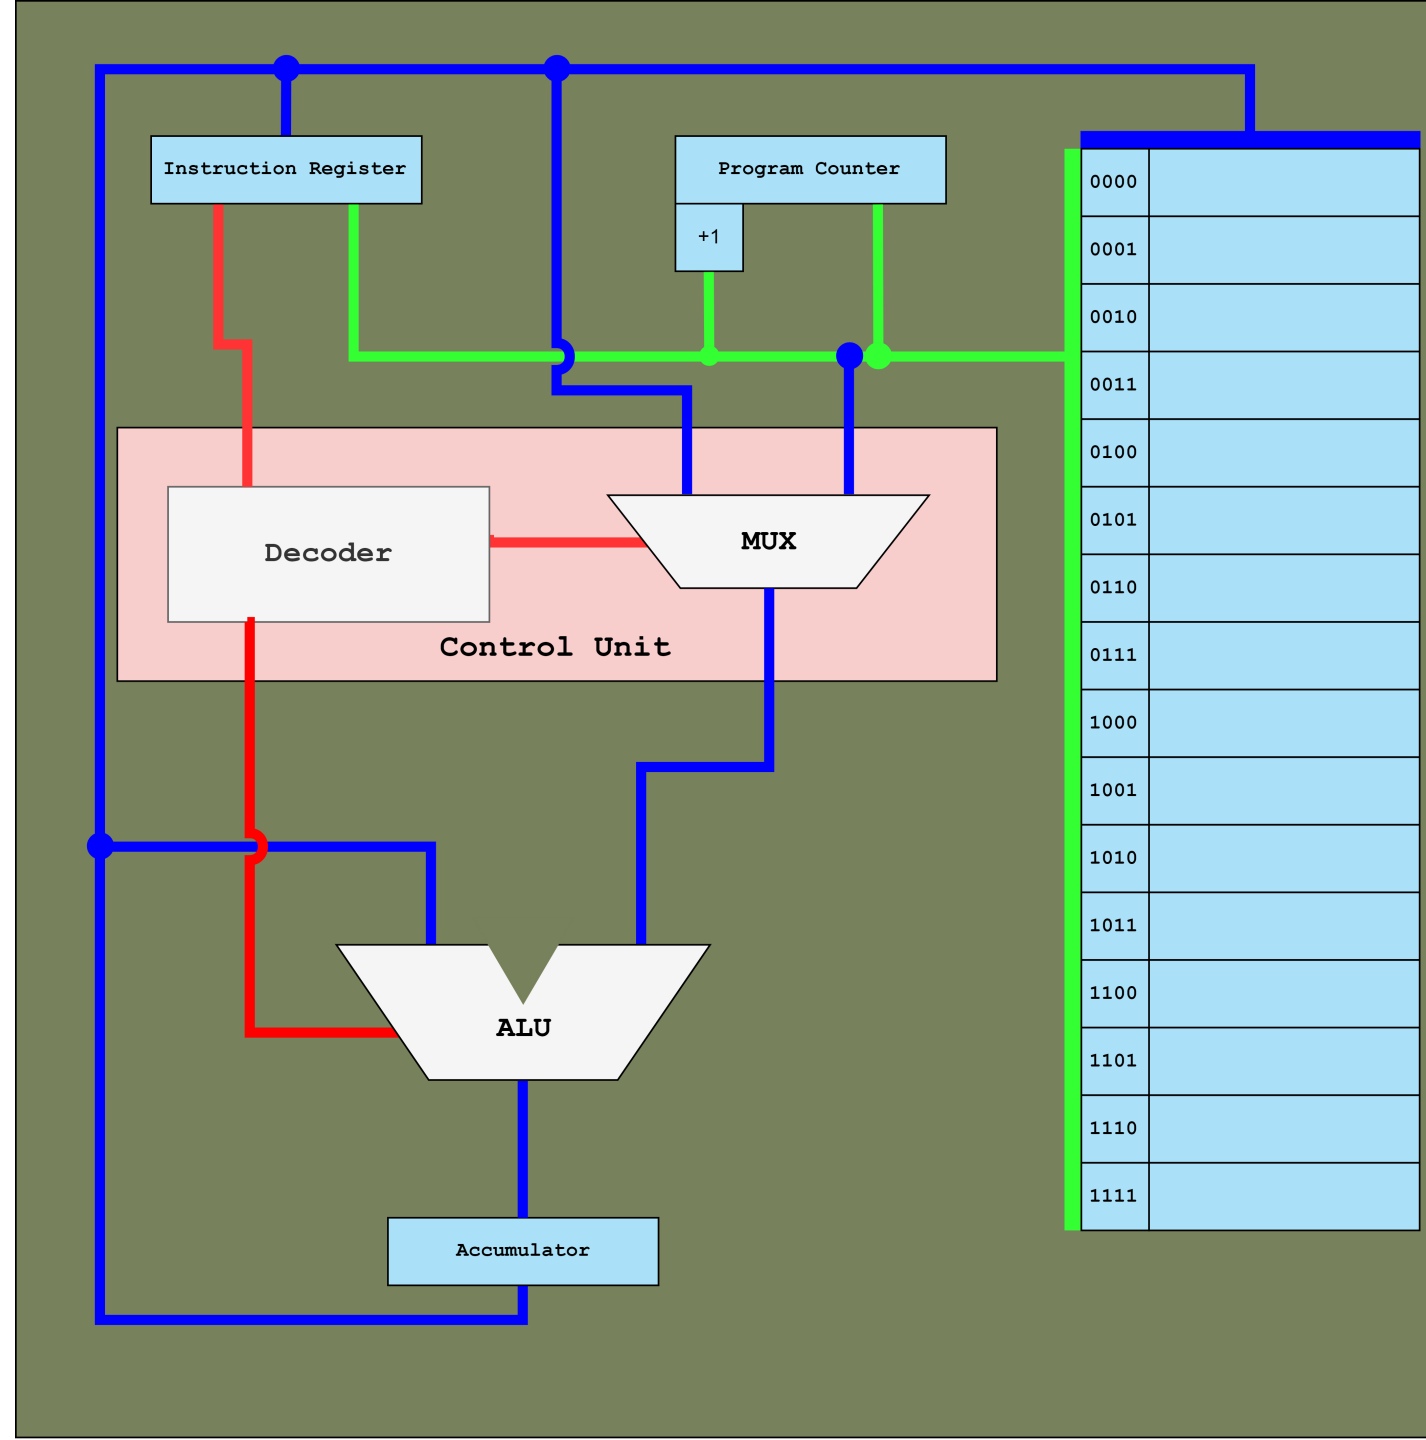 Instruction Register
Program Counter
+1
Decoder
MUX
Control Unit
ALU
Accumulator
0000
0001
0010
0011
0100
0101
0110
0111
1000
1001
1010
1011
1100
1101
1110
1111